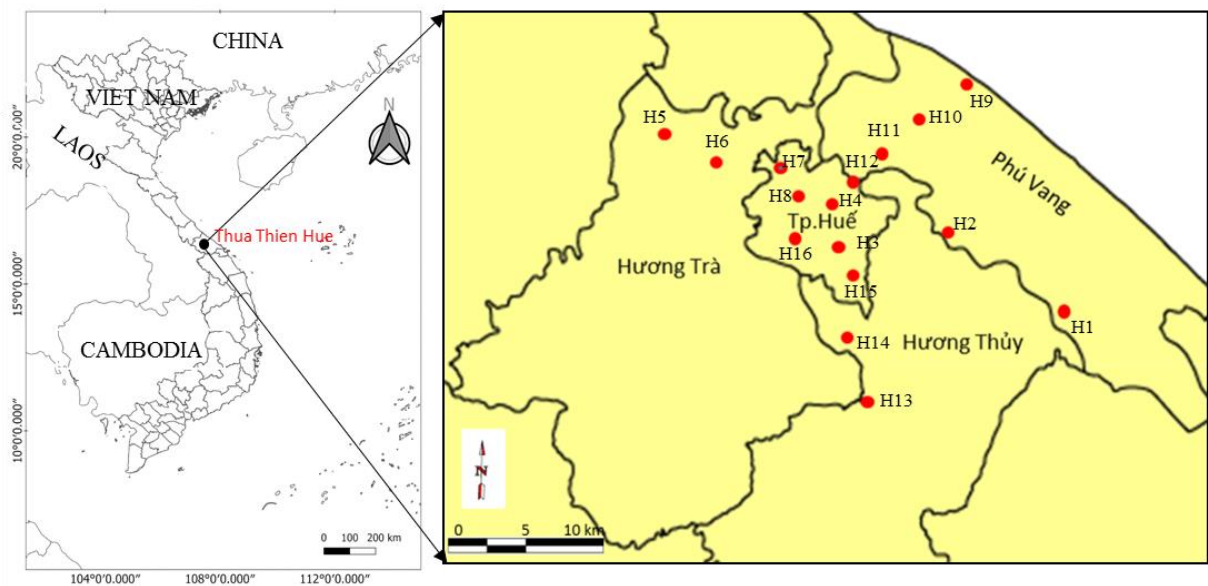 CHINA
N
VIET NAM
LAOS
Thua Thien Hue
CAMBODIA
20°0'0.000"
15°0'0.000"
10°0'0.000"
0 100 200 km
104°0'0.000" 108°0'0.000" 112°0'0.000"
H9
H10
H5
H11
H6
H12
H7
Phú Vang
H8
H4
Tp.Huế
H2
H3
H16
Hương Trà
H15
H1
H14
Hương Thủy
H13
N
0 5 10 km